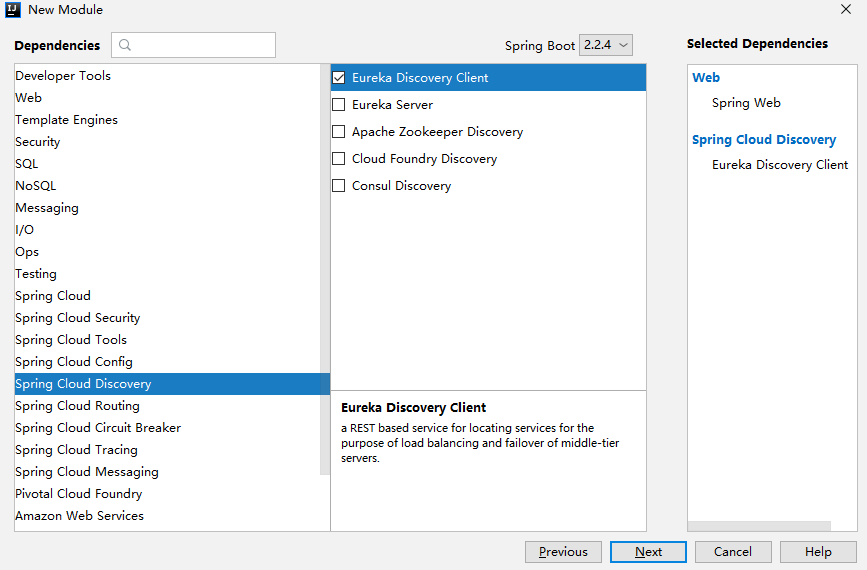 New Module
Dependencies
Spring Boot 2.2.4
Selected Dependencies
Developer Tools
Web
Template Engines
Security
SQL
NoSQL
Messaging
I/O
Ops
Testing
Spring Cloud
Spring Cloud Security
Spring Cloud Tools
Spring Cloud Config
Spring Cloud Discovery
Spring Cloud Routing
Spring Cloud Circuit Breaker
Spring Cloud Tracing
Spring Cloud Messaging
Pivotal Cloud Foundry
Amazon Web Services
Eureka Discovery Client
Eureka Server
Apache Zookeeper Discovery
Cloud Foundry Discovery
Consul Discovery
Eureka Discovery Client
a REST based service for locating services for the
purpose of load balancing and failover of middle-tier
servers.
Web
Spring Web
Spring Cloud Discovery
Eureka Discovery Client
Previous
Next
Cancel
Help